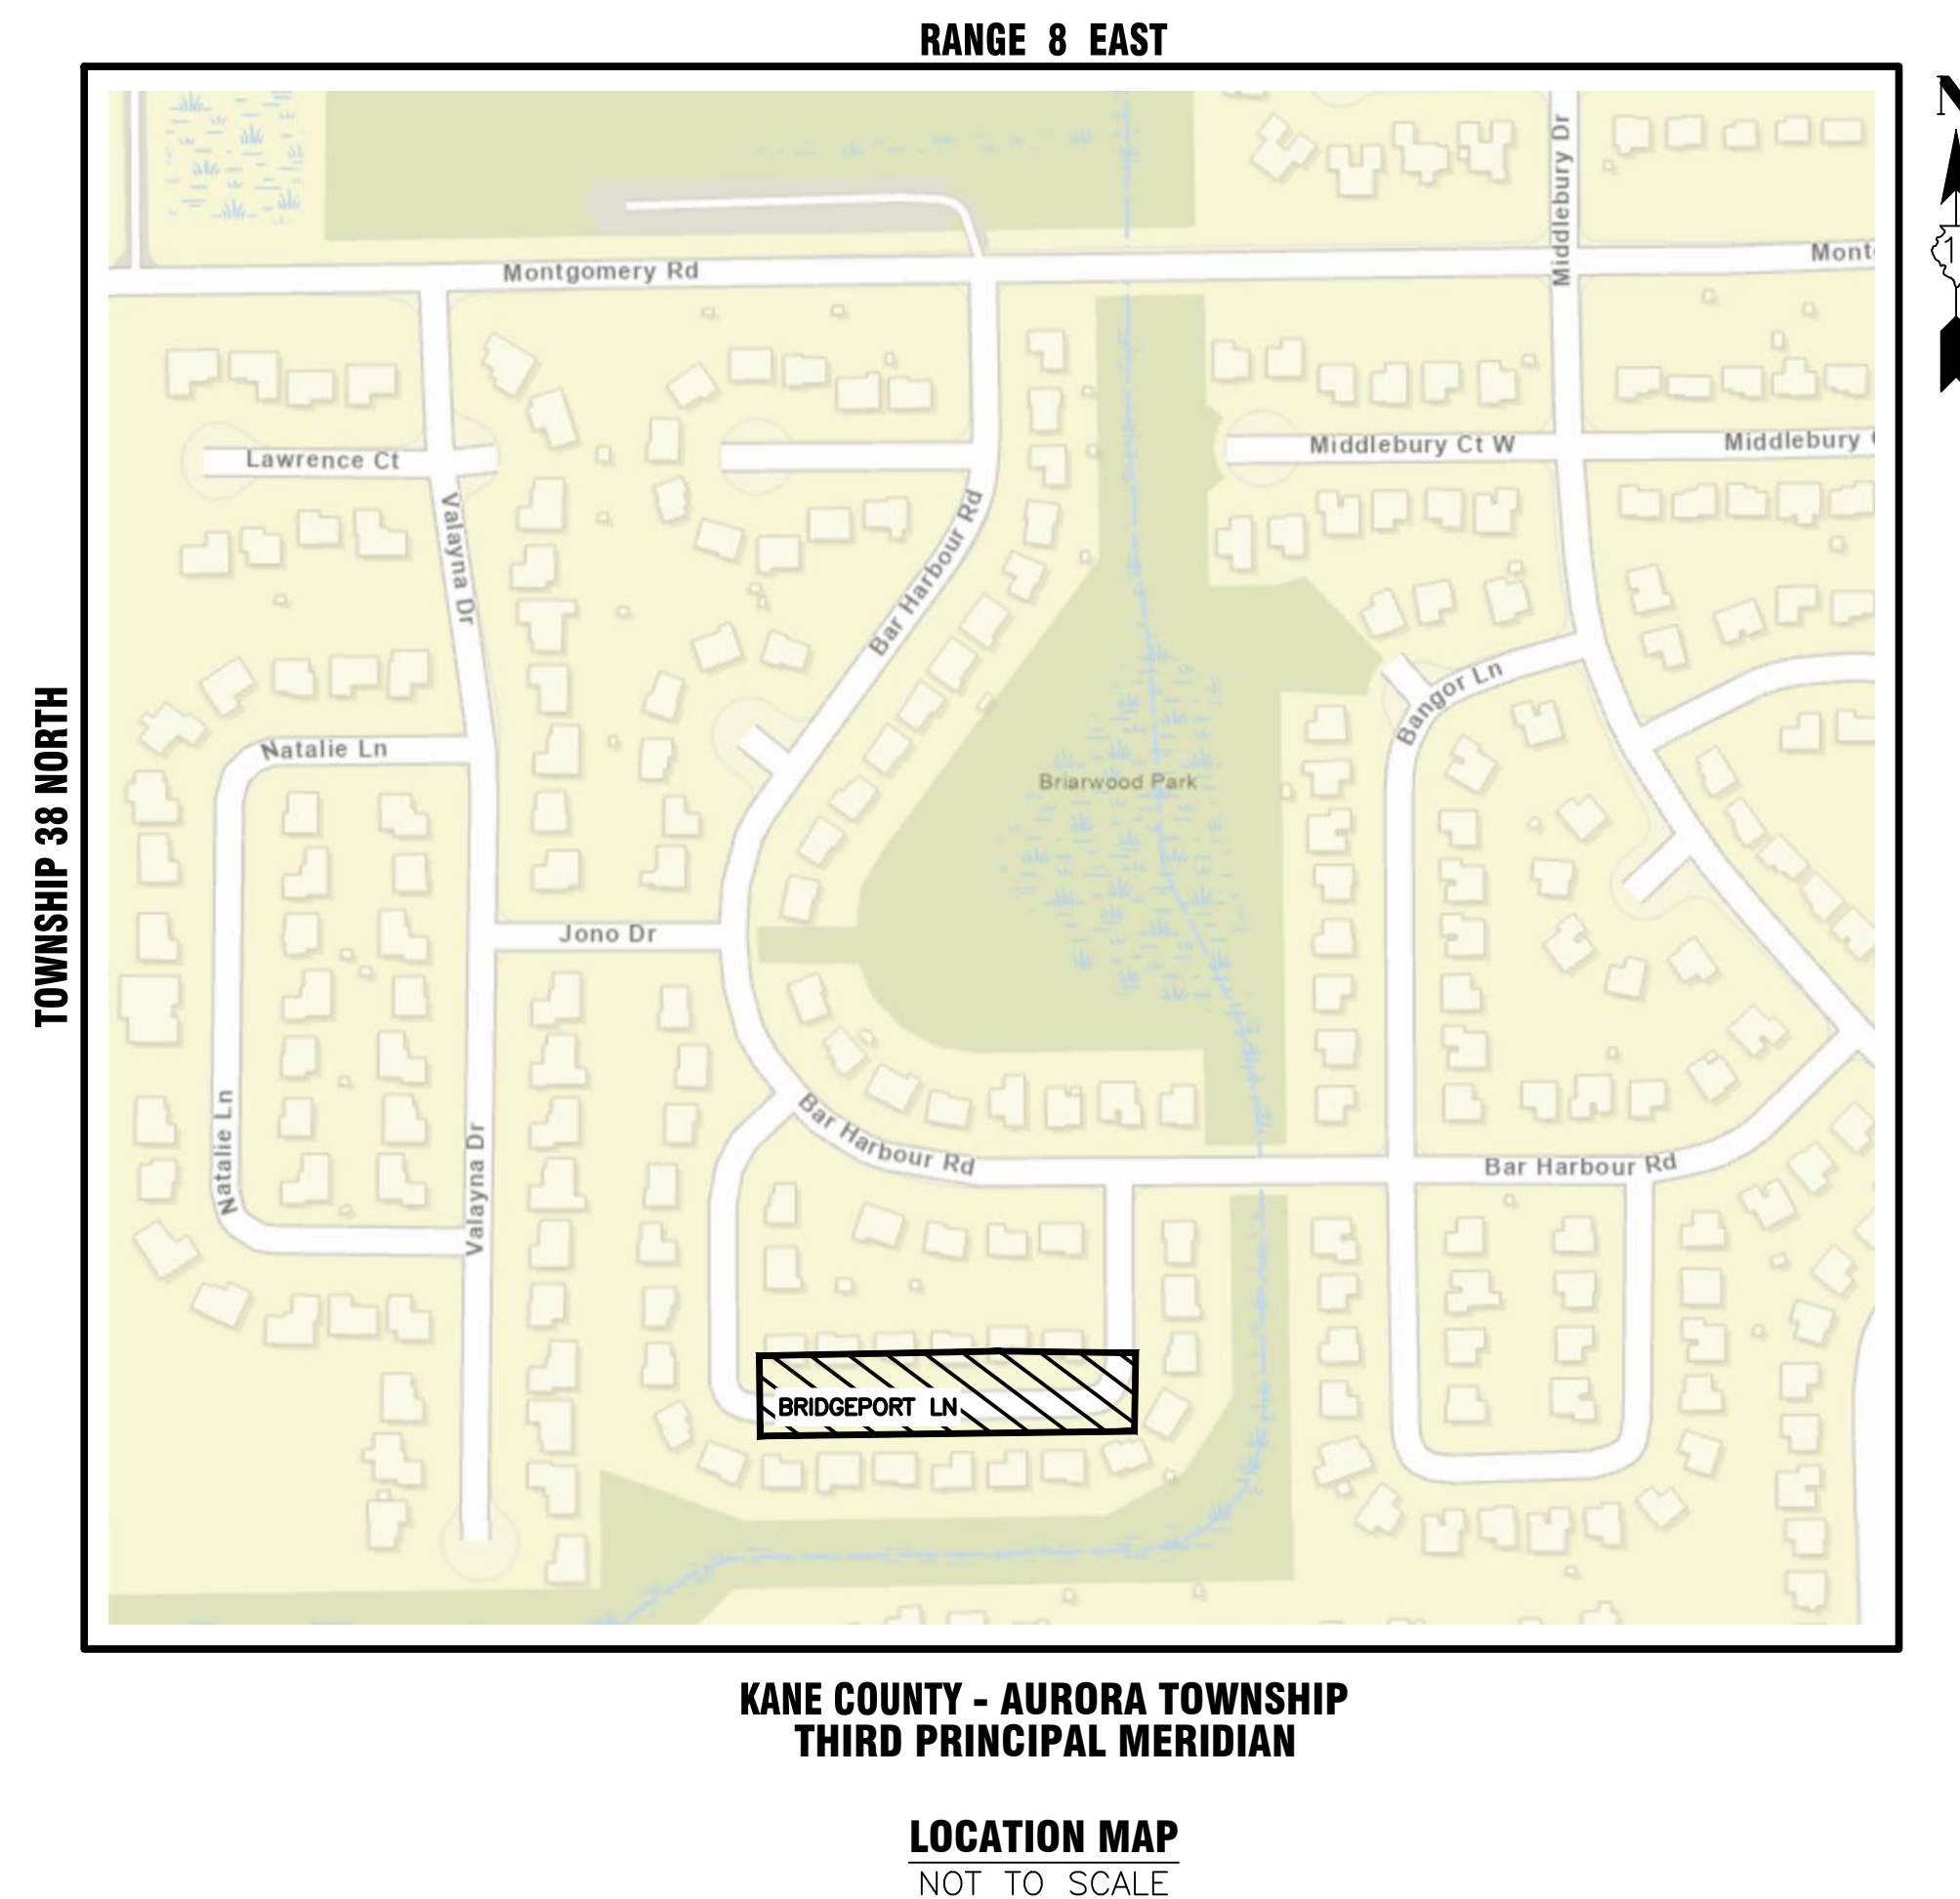 RANGE 8 EAST
N
Middlebury Dr
Montgomery Rd
Mont
1
Lawrence Ct
Middlebury Ct W
Middlebury
Valayna Dr
Bar Harbour Rd
Bangor Ln
Natalie Ln
Briarwood Park
TOWNSHIP 38 NORTH
Jono Dr
Natalie Ln
Valayna Dr
Bar Harbour Rd
Bar Harbour Rd
BRIDGEPORT LN
KANE COUNTY - AURORA TOWNSHIP
THIRD PRINCIPAL MERIDIAN
LOCATION MAP
NOT TO SCALE